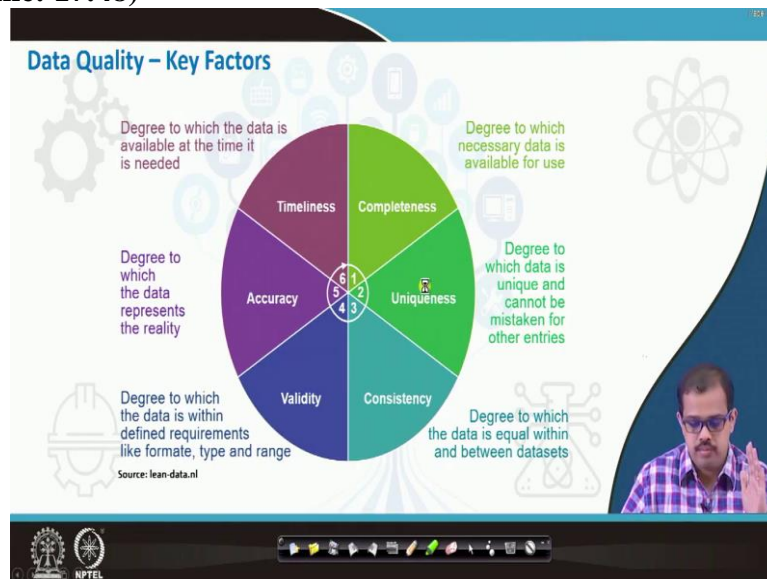 Data Quality – Key Factors
Degree to which the data is
available at the time it
is needed
Degree to which
necessary data is
available for use
Timeliness
Completeness
Degree to
which
the data
represents
the reality
Accuracy
6 1
5 2
4 3
Uniqueness
Degree to
which data is
unique and
cannot be
mistaken for
other entries
Validity
Consistency
Degree to which
the data is within
defined requirements
like formate, type and range
Degree to which
the data is equal within
and between datasets
Source: lean-data.nl
NPTEL